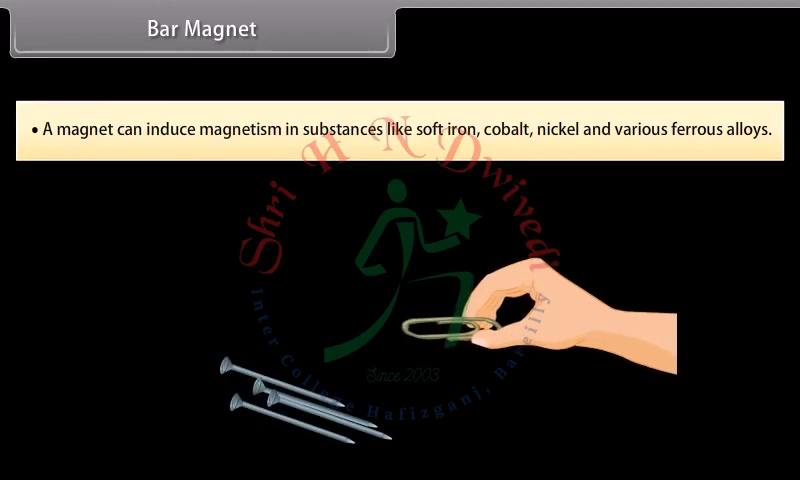 Bar Magnet
• A magnet can induce magnetism in substances like soft iron, cobalt, nickel and various ferrous alloys.
Shri H N Dwivedi
Inter College Hafizganj, Bareilly
Since 2003